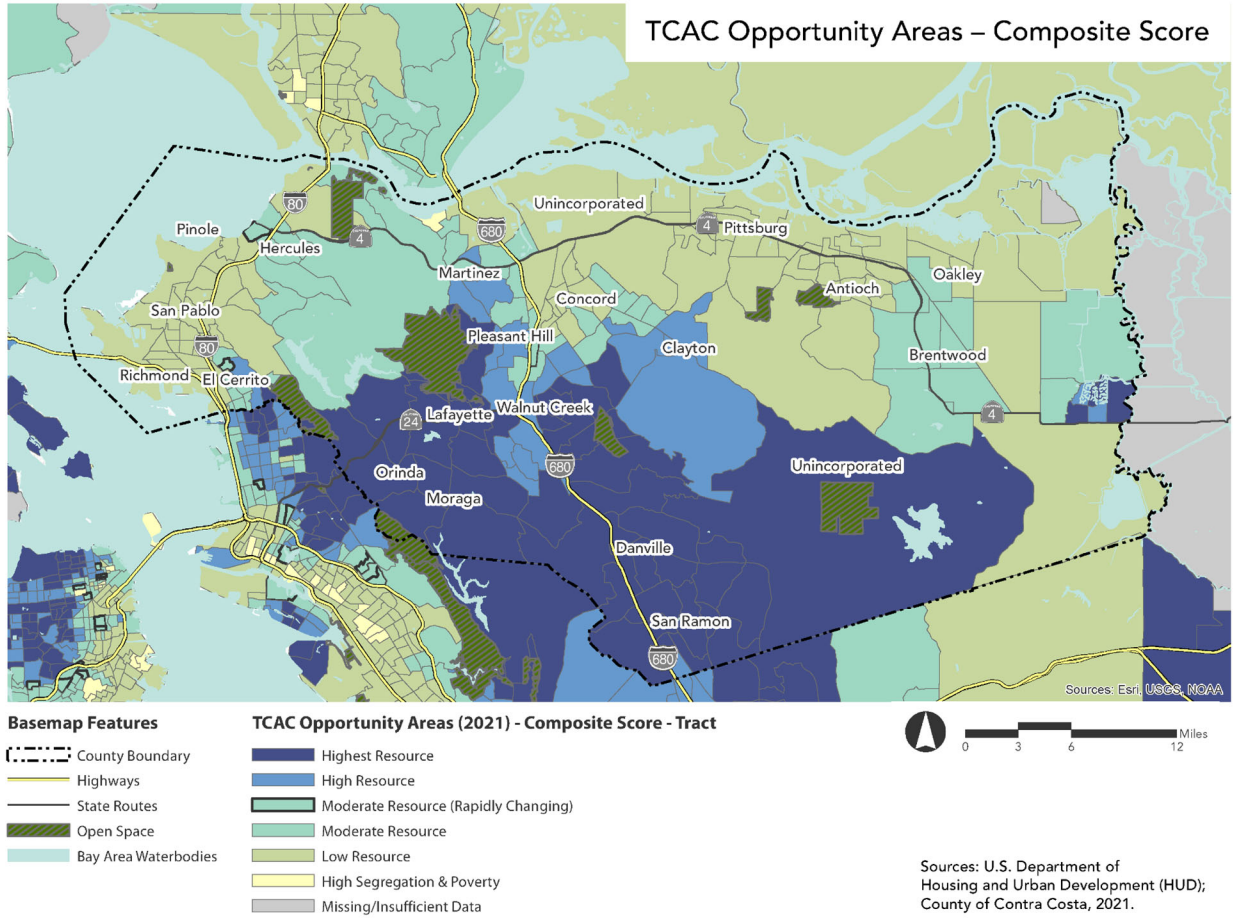 TCAC Opportunity Areas – Composite Score
Unincorporated
80
Pinole
4
Pittsburg
680
4
Hercules
Martinez
Oakley
Antioch
Concord
San Pablo
Pleasant Hill
80
Clayton
Brentwood
Richmond
El Cerrito
Lafayette
Walnut Creek
24
4
680
Unincorporated
Orinda
Moraga
Danville
San Ramon
680
Sources: Esri, USGS, NOAA
Basemap Features
County Boundary
Highways
State Routes
Open Space
Bay Area Waterbodies
TCAC Opportunity Areas (2021) - Composite Score - Tract
Highest Resource
High Resource
Moderate Resource (Rapidly Changing)
Moderate Resource
Low Resource
High Segregation & Poverty
Missing/Insufficient Data
Miles
0 3 6 12
Sources: U.S. Department of
Housing and Urban Development (HUD);
County of Contra Costa, 2021.